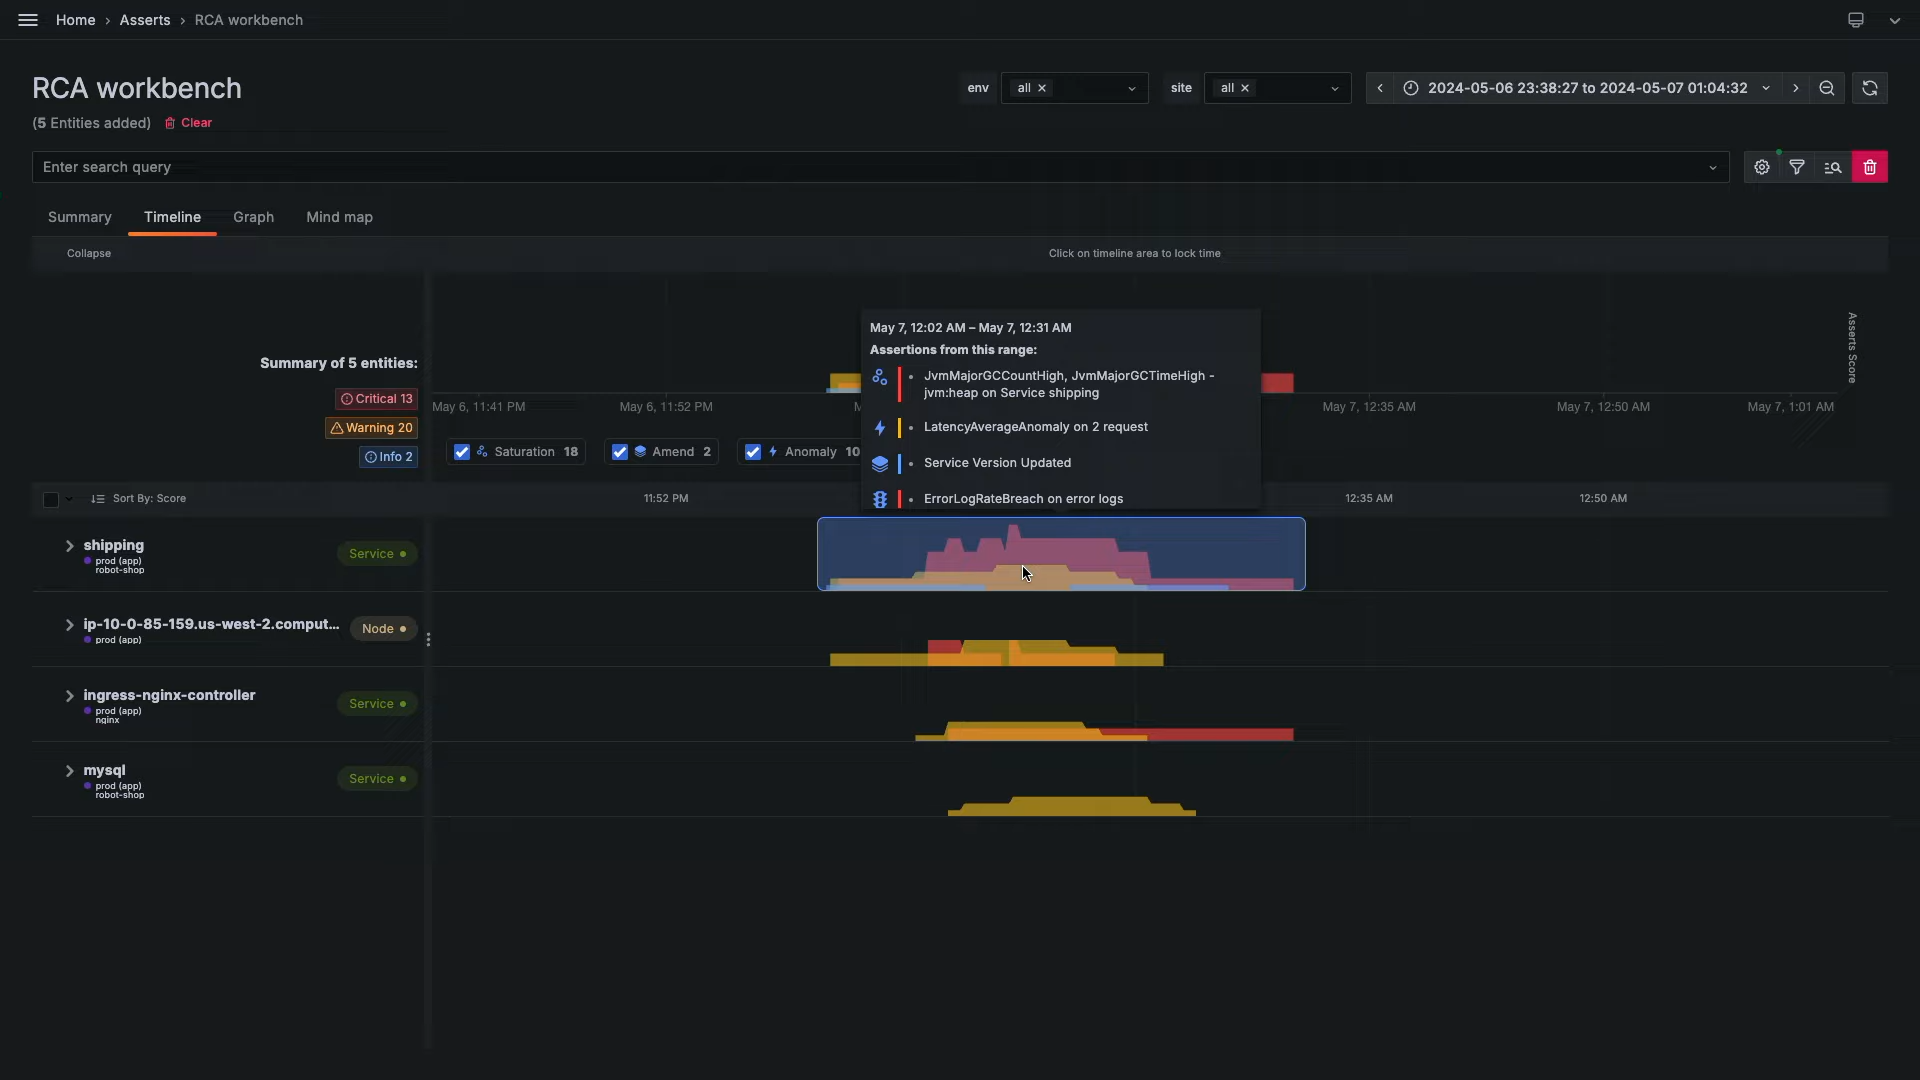 Home › Asserts › RCA workbench
RCA workbench
env all
site all
2024-05-06 23:38:27 to 2024-05-07 01:04:32
(5 Entities added) Clear
Enter search query
Summary Timeline Graph Mind map
Collapse
Click on timeline area to lock time
Asserts Score
May 7, 12:02 AM – May 7, 12:31 AM
Assertions from this range:
• JvmMajorGCCountHigh, JvmMajorGCTimeHigh -
jvm:heap on Service shipping
• LatencyAverageAnomaly on 2 request
• Service Version Updated
• ErrorLogRateBreach on error logs
Summary of 5 entities:
Critical 13
Warning 20
Info 2
May 6, 11:41 PM May 6, 11:52 PM M May 7, 12:35 AM May 7, 12:50 AM May 7, 1:01 AM
Saturation 18 Amend 2 Anomaly 10
Sort By: Score
11:52 PM 12:35 AM 12:50 AM
shipping
prod (app)
robot-shop
Service
ip-10-0-85-159.us-west-2.comput...
prod (app)
Node
ingress-nginx-controller
prod (app)
nginx
Service
mysql
prod (app)
robot-shop
Service